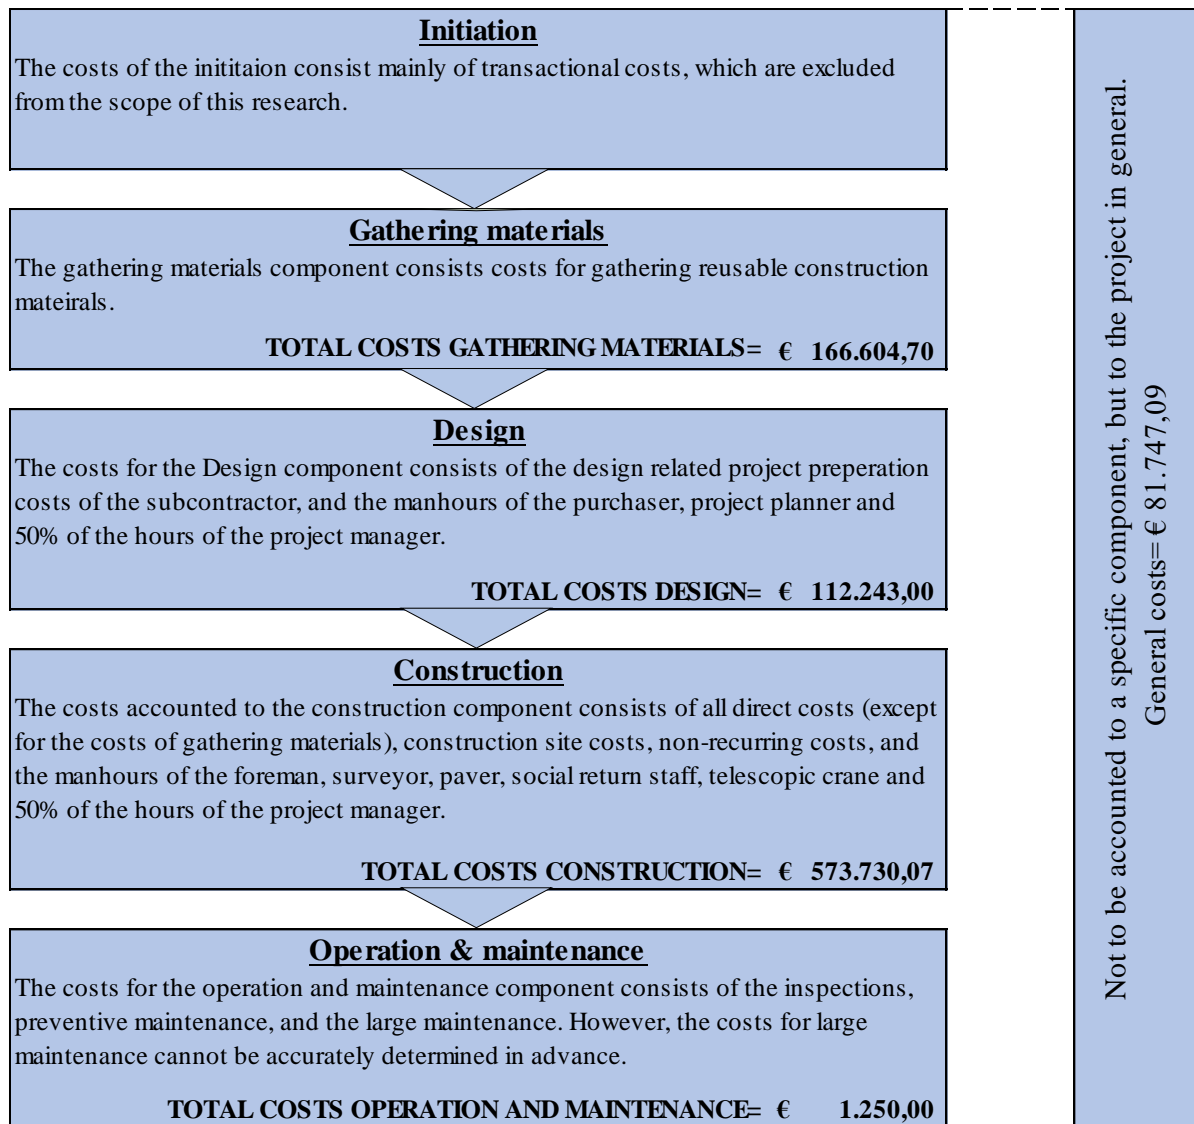 Initiation
The costs of the inititaion consist mainly of transactional costs, which are excluded
from the scope of this research.
Gathering materials
The gathering materials component consists costs for gathering reusable construction
mateirals.
TOTAL COSTS GATHERING MATERIALS= € 166.604,70
Design
The costs for the Design component consists of the design related project preperation
costs of the subcontractor, and the manhours of the purchaser, project planner and
50% of the hours of the project manager.
TOTAL COSTS DESIGN= € 112.243,00
Construction
The costs accounted to the construction component consists of all direct costs (except
for the costs of gathering materials), construction site costs, non-recurring costs, and
the manhours of the foreman, surveyor, paver, social return staff, telescopic crane and
50% of the hours of the project manager.
TOTAL COSTS CONSTRUCTION= € 573.730,07
Operation & maintenance
The costs for the operation and maintenance component consists of the inspections,
preventive maintenance, and the large maintenance. However, the costs for large
maintenance cannot be accurately determined in advance.
TOTAL COSTS OPERATION AND MAINTENANCE= € 1.250,00
Not to be accounted to a specific component, but to the project in general.
General costs= € 81.747,09